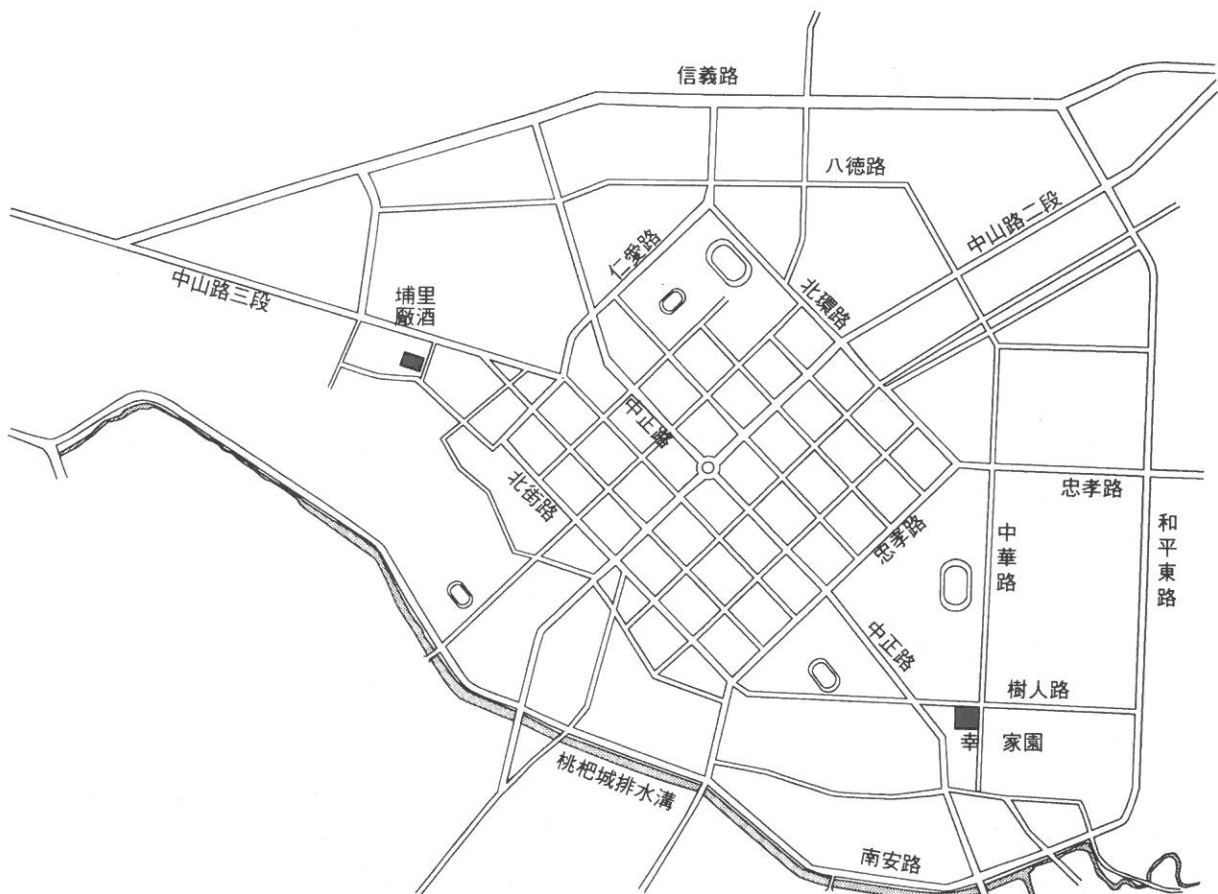 信義路
八德路
中山路二段
仁愛路
中山路三段
埔里
廠酒
北環路
中正路
北街路
忠孝路
忠孝路
中華路
和平東路
中正路
樹人路
幸 家園
桃杷城排水溝
南安路